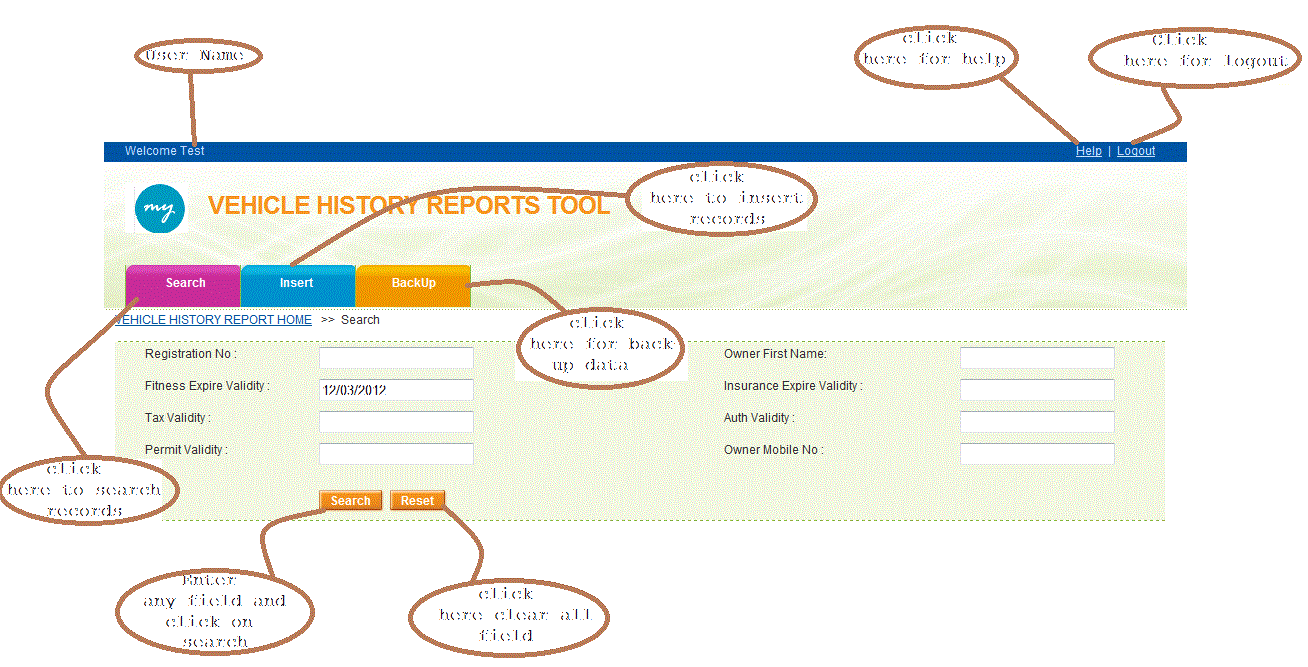 User Name
click
here for help
Click
here for logout
Welcome Test
Help | Logout
my
VEHICLE HISTORY REPORTS TOOL
click
here to insert
records
Search
Insert
BackUp
VEHICLE HISTORY REPORT HOME >> Search
click
here for back
up data
Registration No :
Owner First Name:
Fitness Expire Validity :
12/03/2012
Insurance Expire Validity :
Tax Validity :
Auth Validity :
Permit Validity :
Owner Mobile No :
click
here to search
records
Search
Reset
Enter
any field and
click on
search
click
here clear all
field